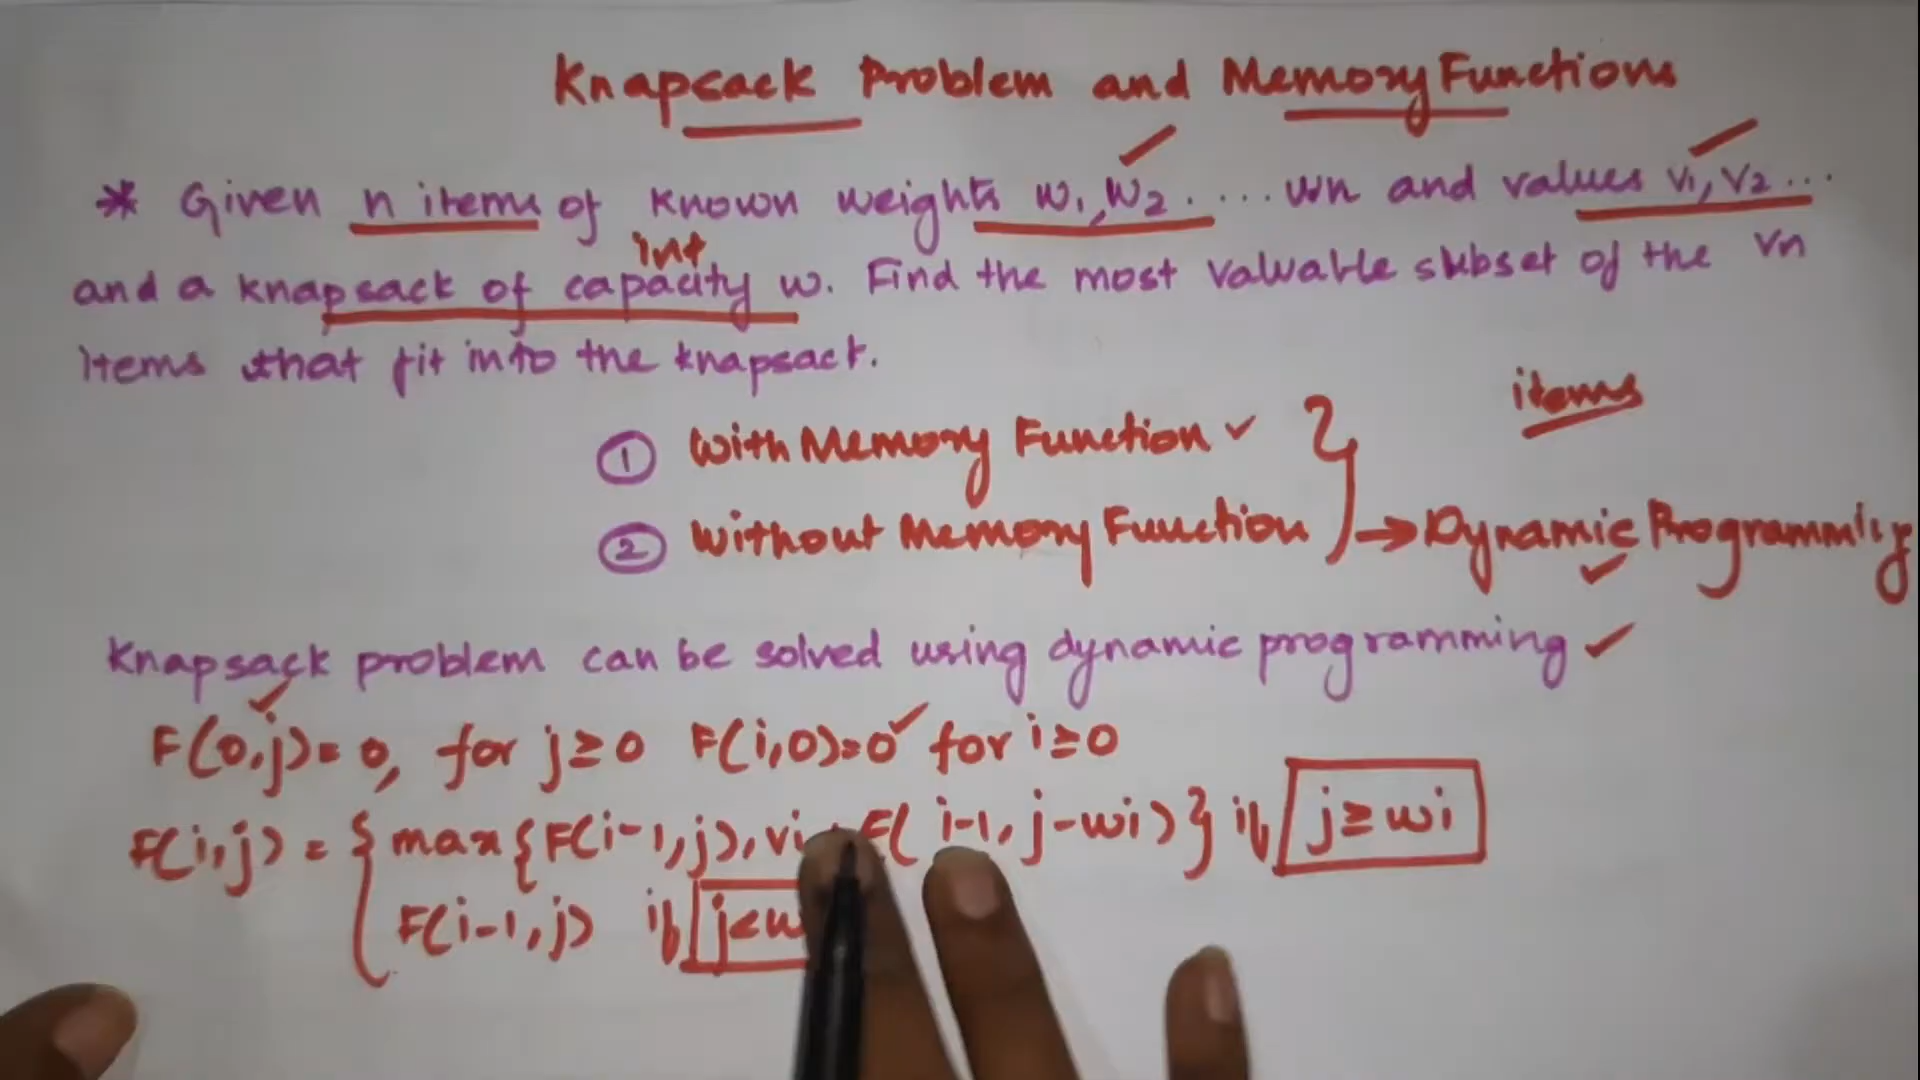 Knapsack Problem and Memory Functions
* Given n items of known weights w1, w2 .... wn and values v1, v2 ... vn
int
and a knapsack of capacity w. Find the most valuable subset of the
items that fit into the knapsack.
items
① With Memory Function ✓
② Without Memory Function → Dynamic Programming
Knapsack problem can be solved using dynamic programming ✓
F(0,j)=0, for j≥0 F(i,0)=0 for i≥0
F(i,j) = { max{F(i-1,j), vi + F(i-1, j-wi)} if j≥wi
F(i-1,j) if j<w